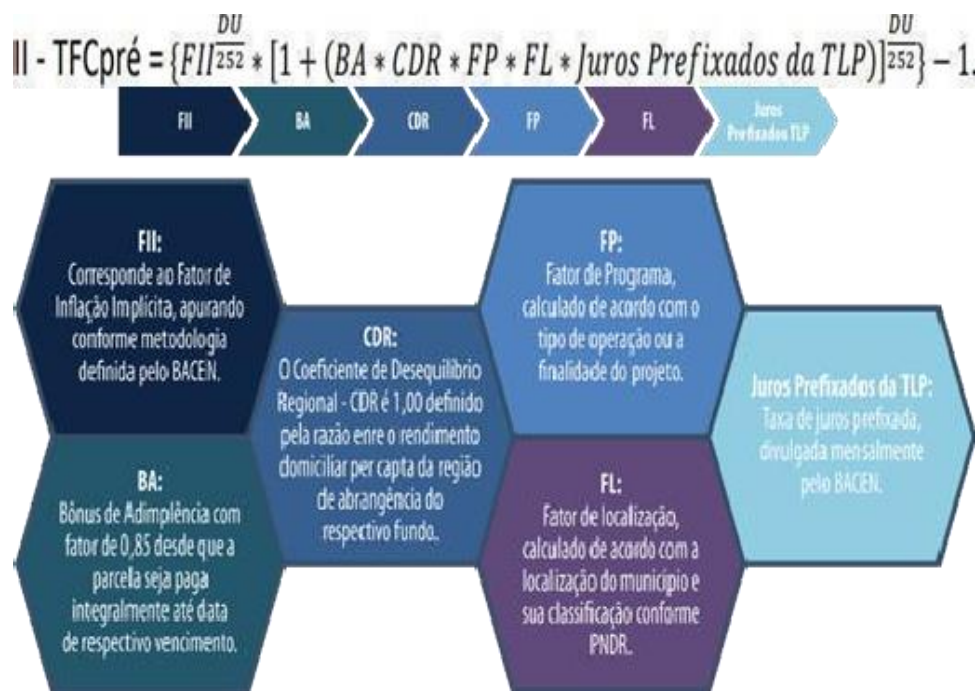 II - TFCpré = {FII^DU/252 * [1 + (BA * CDR * FP * FL * Juros Prefixados da TLP)]^DU/252} − 1.
FII
BA
CDR
FP
FL
Juros
Prefixados TLP
FII:
Corresponde ao Fator de
Inflação Implícita, apurando
conforme metodologia
definida pelo BACEN.
BA:
Bônus de Adimplência com
fator de 0,85 desde que a
parcela seja paga
integralmente até data
de respectivo vencimento.
CDR:
O Coeficiente de Desequilíbrio
Regional - CDR é 1,00 definido
pela razão enre o rendimento
domiciliar per capta da região
de abrangência do
respectivo fundo.
FP:
Fator de Programa,
calculado de acordo com o
tipo de operação ou a
finalidade do projeto.
FL:
Fator de localização,
calculado de acordo com a
localização do município e
sua classificação conforme
PNDR.
Juros Prefixados da TLP:
Taxa de juros prefixada,
divulgada mensalmente
pelo BACEN.